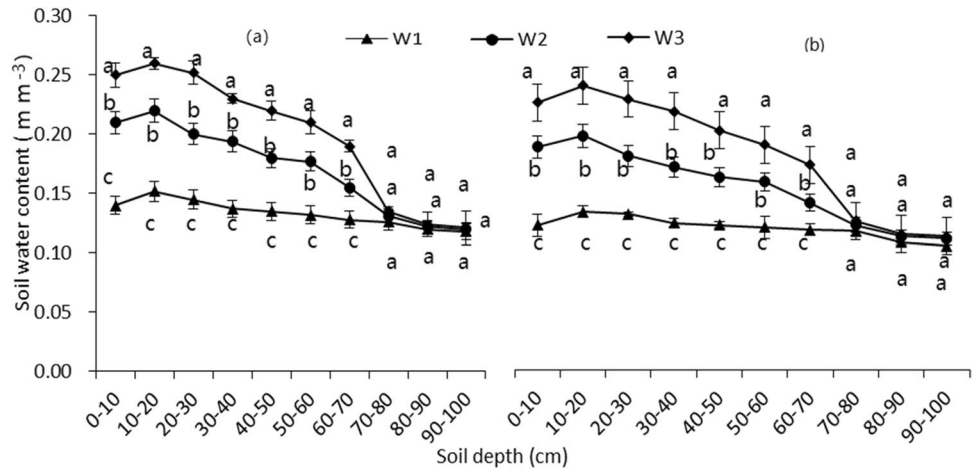 0.30
0.25
0.20
0.15
0.10
0.05
0.00
Soil water content ( m m ⁻³)
(a)
W1
W2
W3
(b)
a a a a a a a a a a
b b b b b b b a a a
c c c c c c c a a a
a a a a a a a a a a
b b b b b b b a a a
c c c c c c c a a a
0-10 10-20 20-30 30-40 40-50 50-60 60-70 70-80 80-90 90-100
0-10 10-20 20-30 30-40 40-50 50-60 60-70 70-80 80-90 90-100
Soil depth (cm)